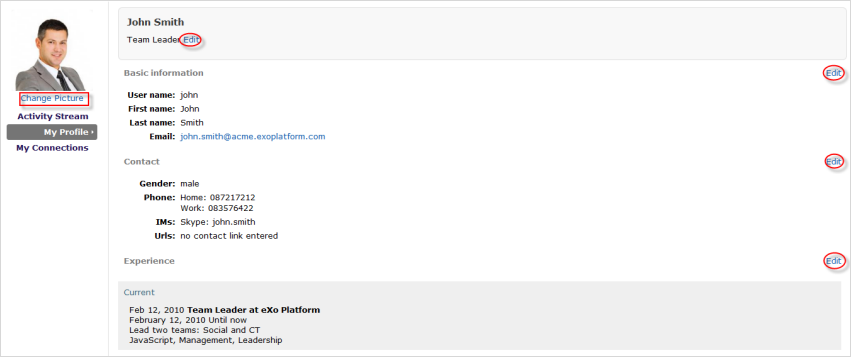 John Smith
Team Leader Edit
Change Picture
Activity Stream
My Profile
My Connections
Basic information Edit
User name: john
First name: John
Last name: Smith
Email: john.smith@acme.exoplatform.com
Contact Edit
Gender: male
Phone: Home: 087217212
Work: 083576422
IMs: Skype: john.smith
Urls: no contact link entered
Experience Edit
Current
Feb 12, 2010 Team Leader at eXo Platform
February 12, 2010 Until now
Lead two teams: Social and CT
JavaScript, Management, Leadership